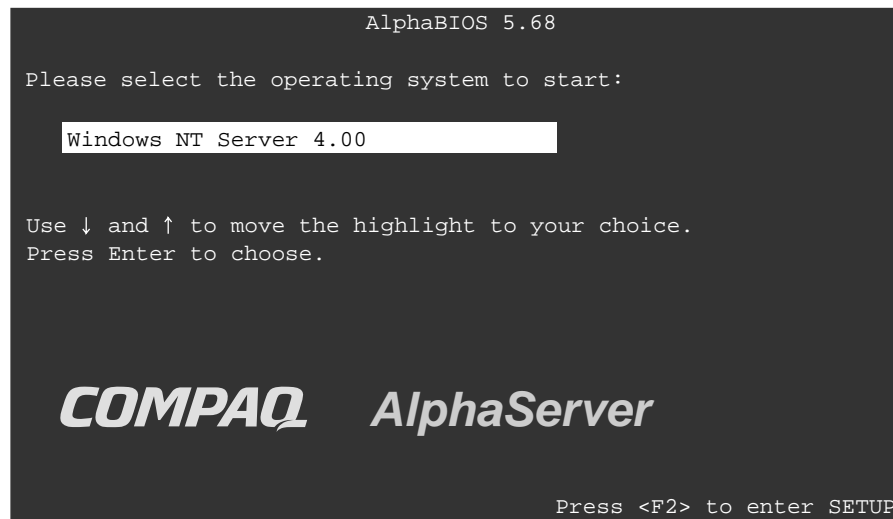 AlphaBIOS 5.68
Please select the operating system to start:
Windows NT Server 4.00
Use ↓ and ↑ to move the highlight to your choice.
Press Enter to choose.
COMPAQ AlphaServer
Press <F2> to enter SETUP